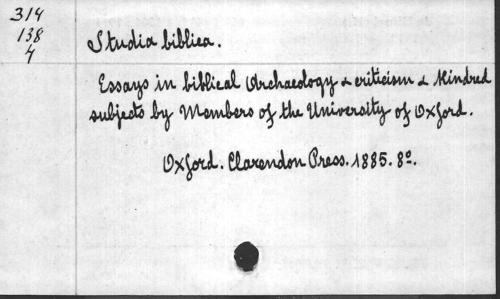 314
138
4
Studia biblica.
Essays in biblical Archaeology & criticism & kindred
subjects by Members of the University of Oxford.
Oxford. Clarendon Press. 1885. 8º.